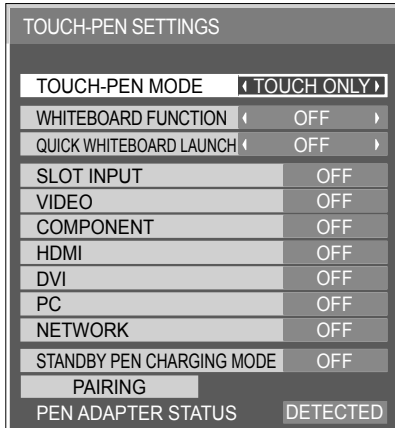 TOUCH-PEN SETTINGS
TOUCH-PEN MODE TOUCH ONLY
WHITEBOARD FUNCTION OFF
QUICK WHITEBOARD LAUNCH OFF
SLOT INPUT OFF
VIDEO OFF
COMPONENT OFF
HDMI OFF
DVI OFF
PC OFF
NETWORK OFF
STANDBY PEN CHARGING MODE OFF
PAIRING
PEN ADAPTER STATUS DETECTED